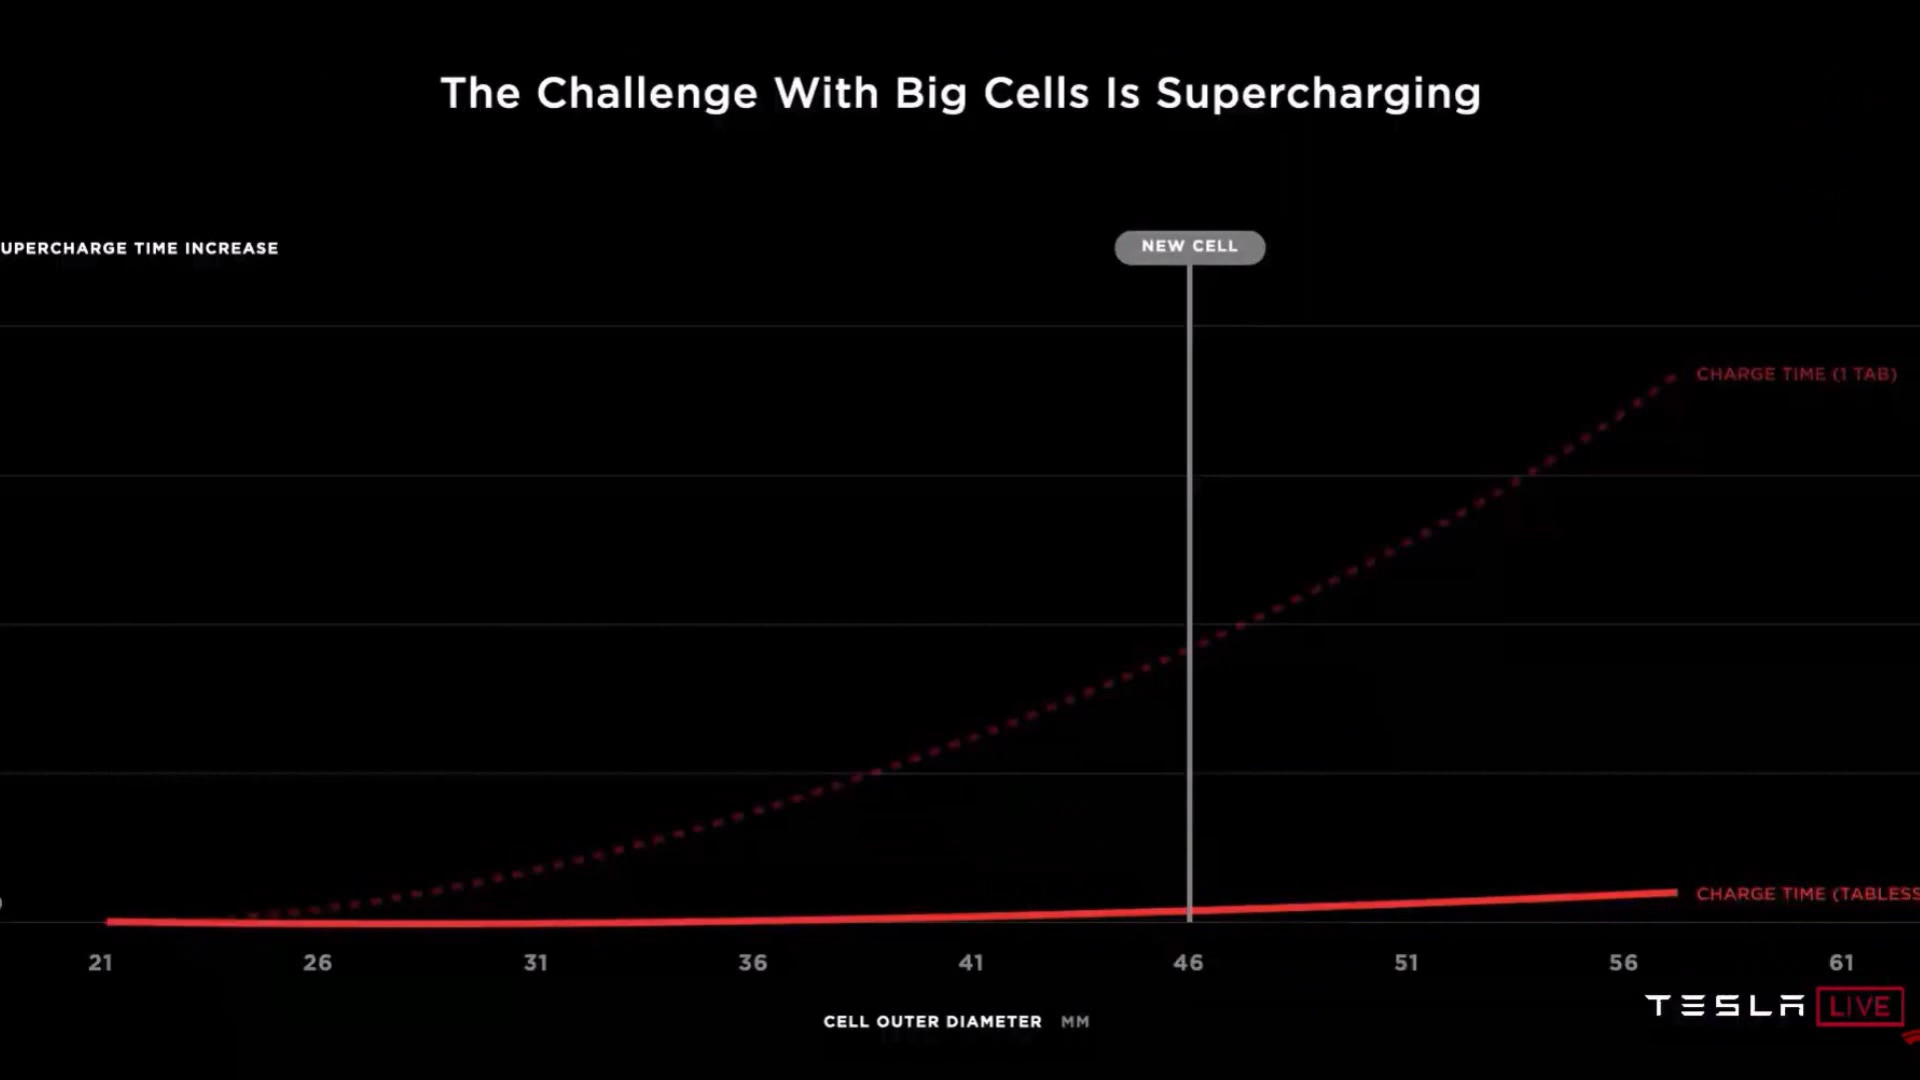 The Challenge With Big Cells Is Supercharging
UPERCHARGE TIME INCREASE
NEW CELL
CHARGE TIME (1 TAB)
CHARGE TIME (TABLESS
21 26 31 36 41 46 51 56 61
CELL OUTER DIAMETER MM
TESLA LIVE